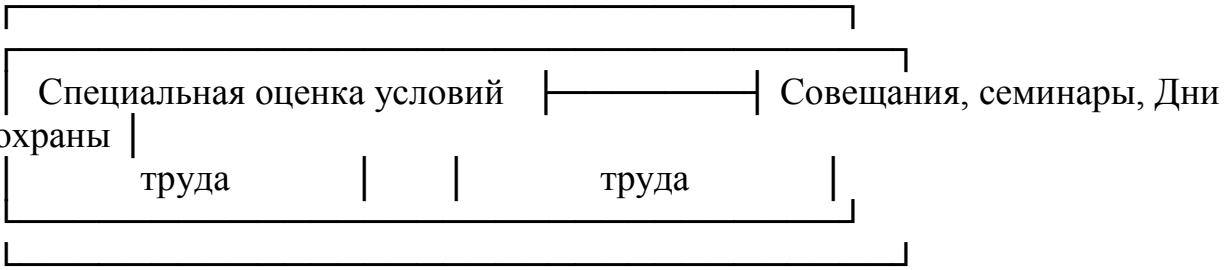 Специальная оценка условий Совещания, семинары, Дни
охраны
труда труда